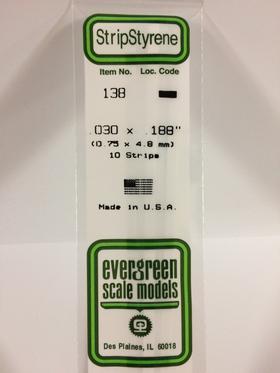 StripStyrene
Item No. Loc. Code
138
.030 x .188"
(0.75 x 4.8 mm)
10 Strips
Made in U.S.A.
evergreen
scale models
Des Plaines, IL 60018